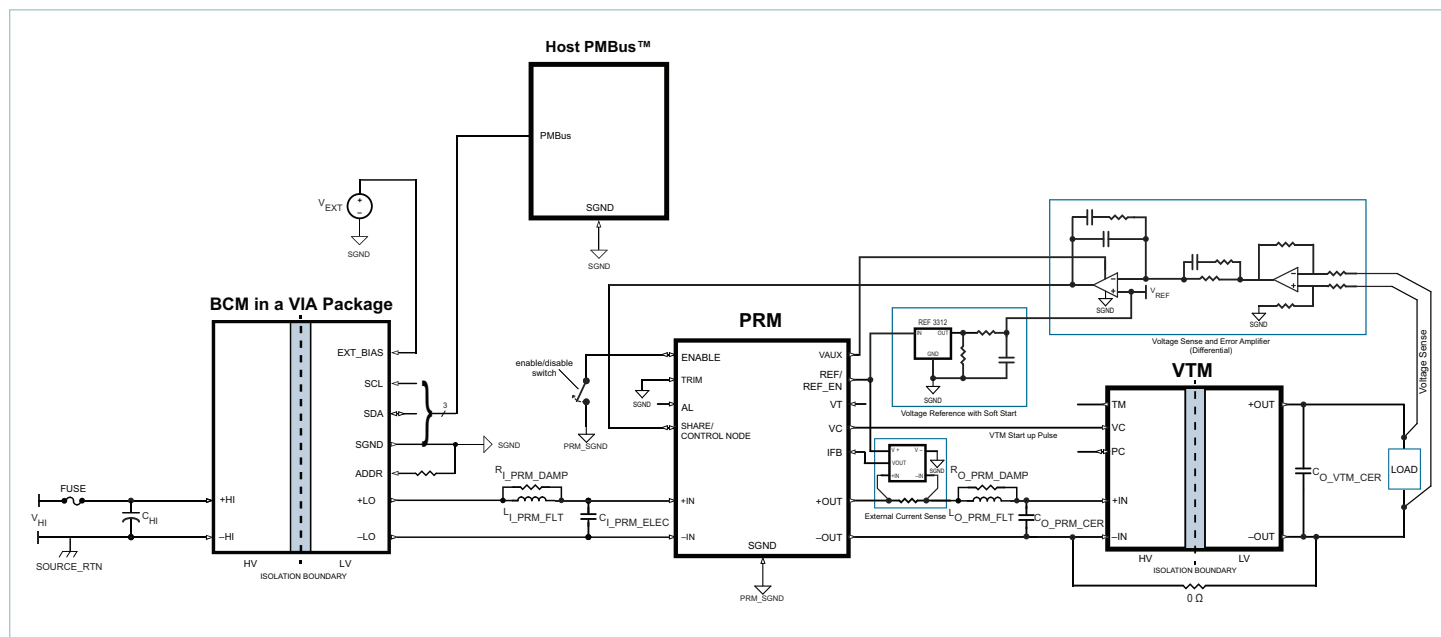 Host PMBus™
PMBus
SGND
SGND
V_EXT
+
–
SGND
BCM in a VIA Package
EXT_BIAS
SCL
SDA
3
SGND
SGND
ADDR
+LO
–LO
+HI
–HI
FUSE
V_HI
C_HI
SOURCE_RTN
HV
LV
ISOLATION BOUNDARY
R_I_PRM_DAMP
L_I_PRM_FLT
C_I_PRM_ELEC
enable/disable
switch
PRM_SGND
SGND
PRM
ENABLE
TRIM
AL
SHARE/
CONTROL NODE
+IN
–IN
VAUX
REF/
REF_EN
VT
VC
IFB
+OUT
–OUT
SGND
PRM_SGND
REF 3312
IN
OUT
GND
SGND
Voltage Reference with Soft Start
V +
V –
VOUT
+IN
–IN
SGND
External Current Sense
VTM Start up Pulse
R_O_PRM_DAMP
L_O_PRM_FLT
C_O_PRM_CER
–
+
SGND
V_REF
–
+
SGND
Voltage Sense and Error Amplifier
(Differential)
Voltage Sense
VTM
TM
VC
PC
+IN
–IN
+OUT
–OUT
HV
LV
ISOLATION BOUNDARY
C_O_VTM_CER
LOAD
0 Ω